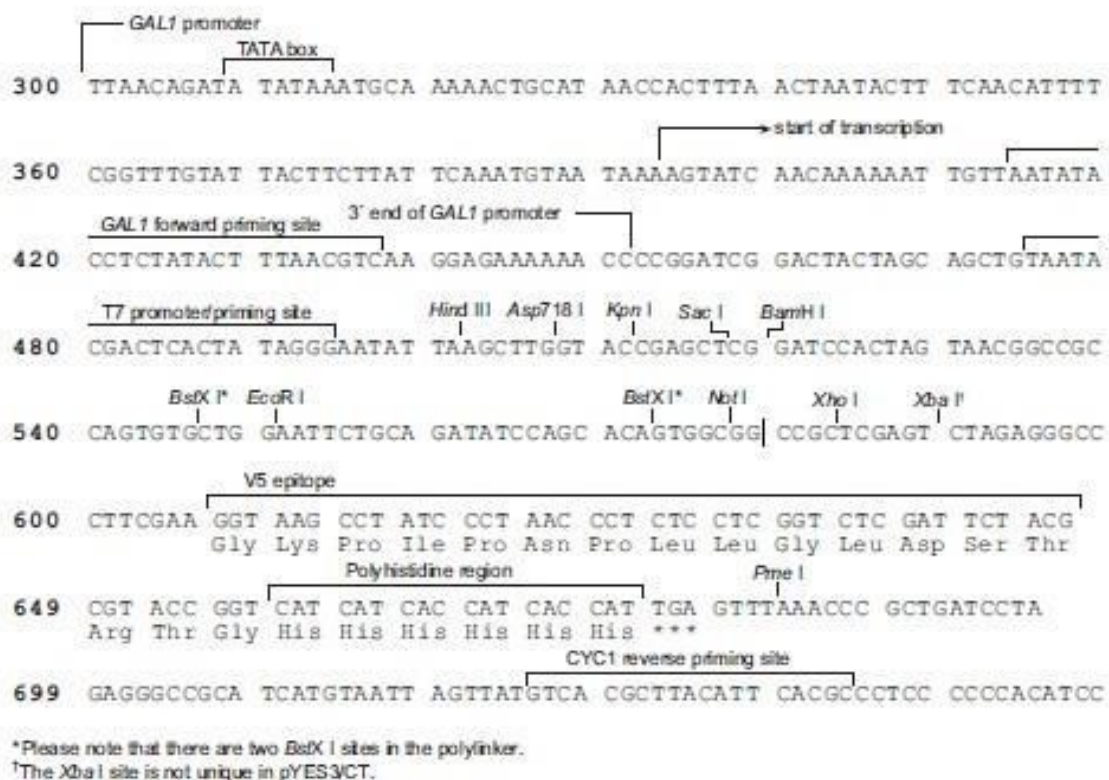 GAL1 promoter
TATA box
300 TTAACAGATA TATAAATGCA AAAACTGCAT AACCACTTTA ACTAATACTT TCAACATTTT
start of transcription
360 CGGTTTGTAT TACTTCTTAT TCAAATGTAA TAAAAGTATC AACAAAAAAT TGTTAATATA
GAL1 forward priming site 3´ end of GAL1 promoter
420 CCTCTATACT TTAACGTCAA GGAGAAAAAA CCCCGGATCG GACTACTAGC AGCTGTAATA
T7 promoter/priming site Hind III Asp718 I Kpn I Sac I BamH I
480 CGACTCACTA TAGGGAATAT TAAGCTTGGT ACCGAGCTCG GATCCACTAG TAACGGCCGC
BstX I* EcoR I BstX I* Not I Xho I Xba I†
540 CAGTGTGCTG GAATTCTGCA GATATCCAGC ACAGTGGCGG CCGCTCGAGT CTAGAGGGCC
V5 epitope
600 CTTCGAA GGT AAG CCT ATC CCT AAC CCT CTC CTC GGT CTC GAT TCT ACG
Gly Lys Pro Ile Pro Asn Pro Leu Leu Gly Leu Asp Ser Thr
Polyhistidine region Pme I
649 CGT ACC GGT CAT CAT CAC CAT CAC CAT TGA GTTTAAACCC GCTGATCCTA
Arg Thr Gly His His His His His His ***
CYC1 reverse priming site
699 GAGGGCCGCA TCATGTAATT AGTTATGTCA CGCTTACATT CACGCCCTCC CCCCACATCC
*Please note that there are two BstX I sites in the polylinker.
†The Xba I site is not unique in pYES3/CT.